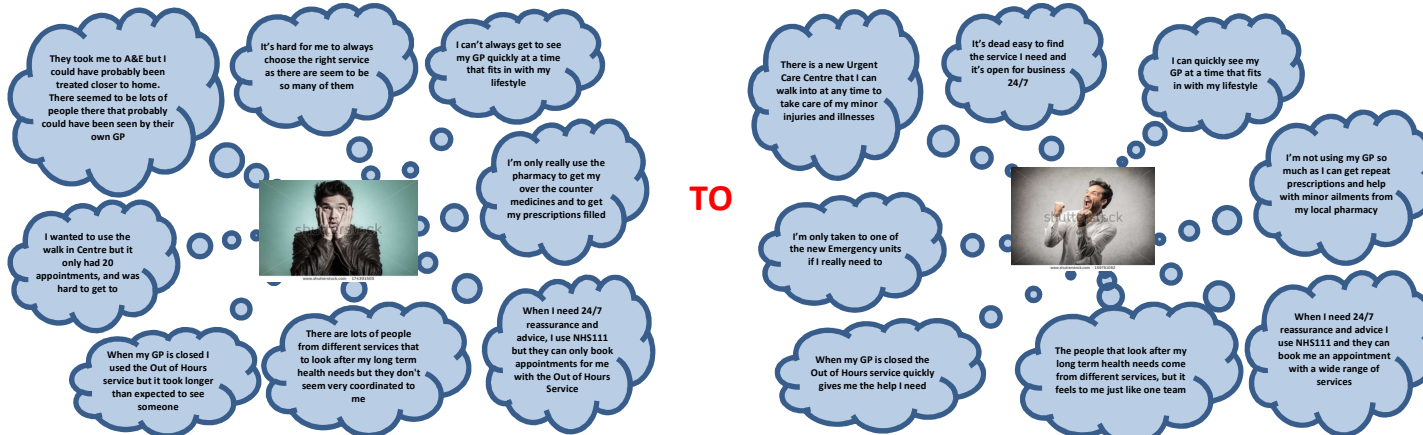 They took me to A&E but I
could have probably been
treated closer to home.
There seemed to be lots of
people there that probably
could have been seen by their
own GP
It's hard for me to always
choose the right service
as there are seem to be
so many of them
I can't always get to see
my GP quickly at a time
that fits in with my
lifestyle
I'm only really use the
pharmacy to get my
over the counter
medicines and to get
my prescriptions filled
I wanted to use the
walk in Centre but it
only had 20
appointments, and was
hard to get to
When my GP is closed I
used the Out of Hours
service but it took longer
than expected to see
someone
There are lots of people
from different services that
to look after my long term
health needs but they don't
seem very coordinated to
me
When I need 24/7
reassurance and
advice, I use NHS111
but they can only book
appointments for me
with the Out of Hours
Service
shutterstock
www.shutterstock.com
TO
There is a new Urgent
Care Centre that I can
walk into at any time to
take care of my minor
injuries and illnesses
It's dead easy to find
the service I need and
it's open for business
24/7
I can quickly see my
GP at a time that fits
in with my lifestyle
I'm not using my GP so
much as I can get repeat
prescriptions and help
with minor ailments from
my local pharmacy
I'm only taken to one of
the new Emergency units
if I really need to
When my GP is closed the
Out of Hours service quickly
gives me the help I need
The people that look after my
long term health needs come
from different services, but it
feels to me just like one team
When I need 24/7
reassurance and advice I
use NHS111 and they can
book me an appointment
with a wide range of
services
shutterstock
www.shutterstock.com